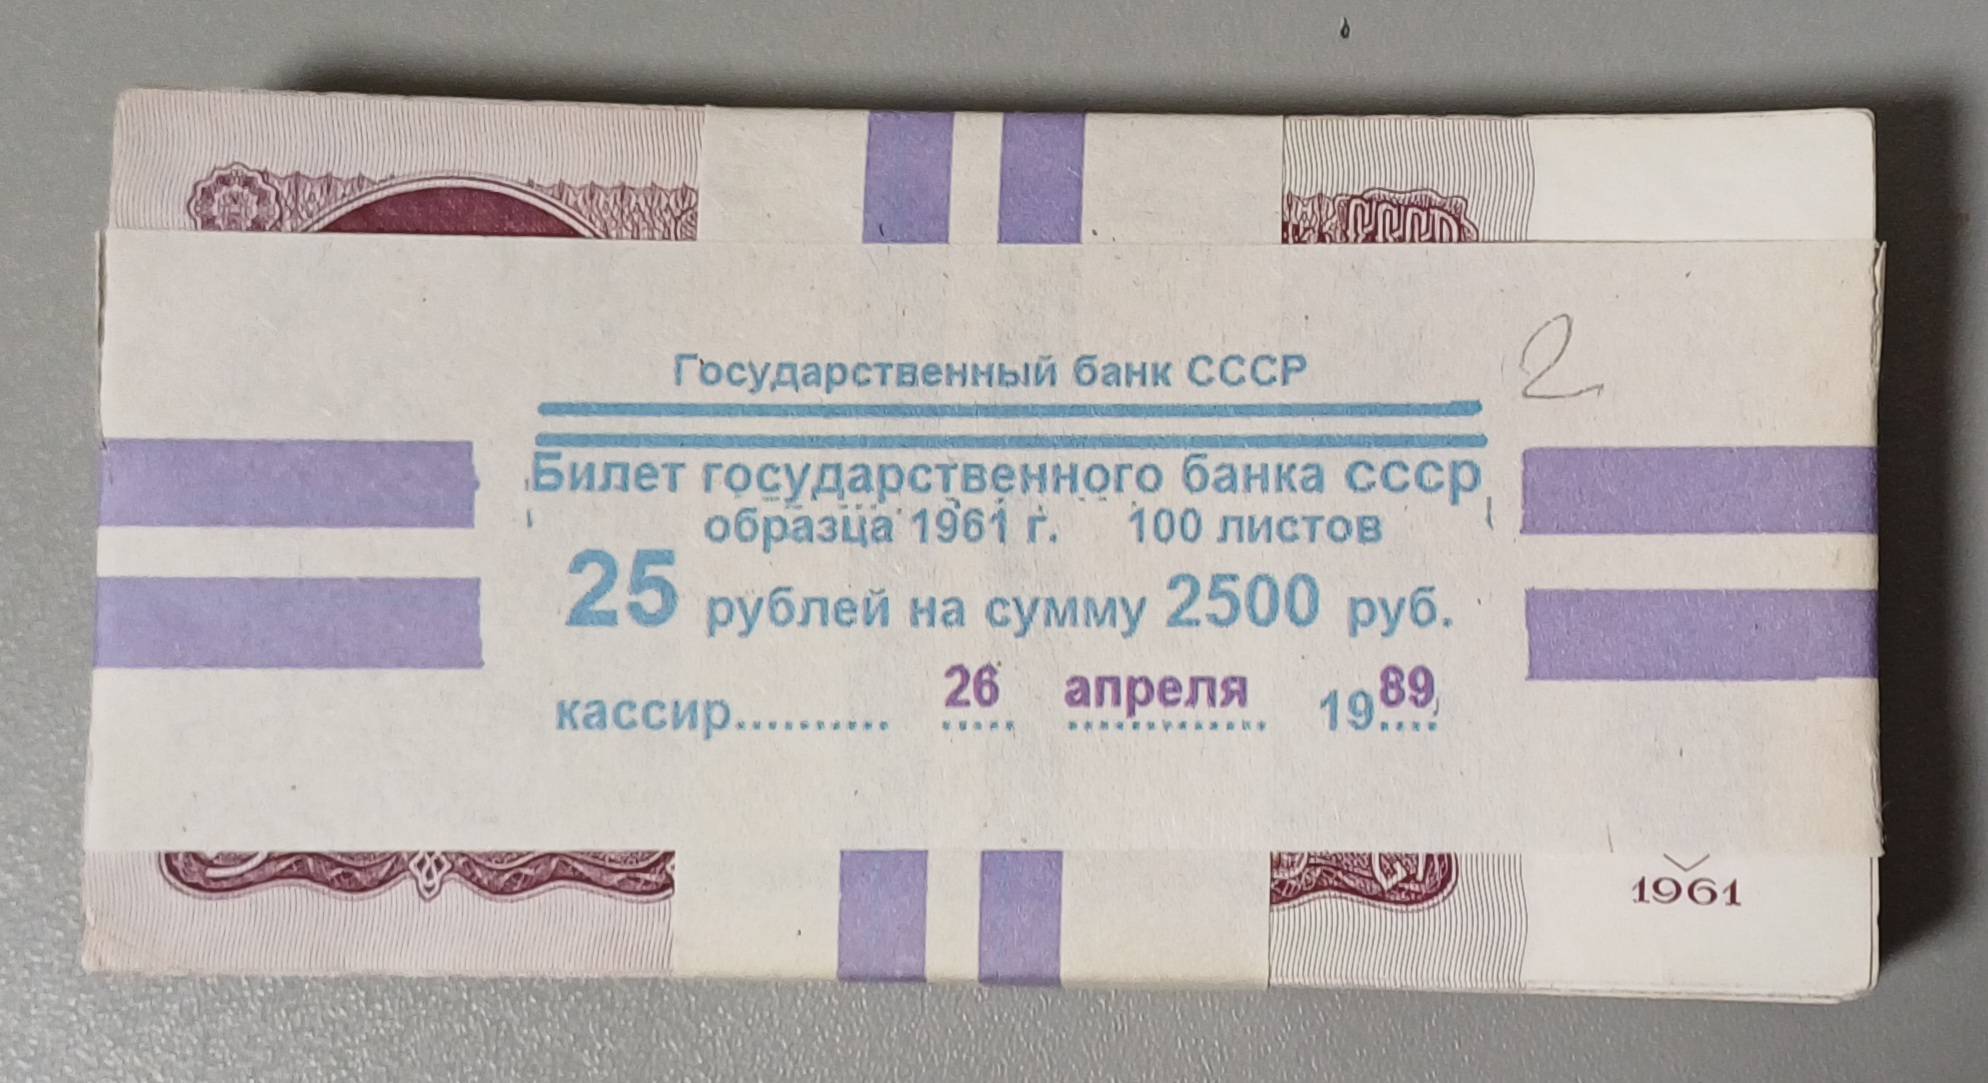 СССР
Государственный банк СССР
2
Билет государственного банка СССР
образца 1961 г. 100 листов
25 рублей на сумму 2500 руб.
кассир.......... 26 апреля 1989
1961